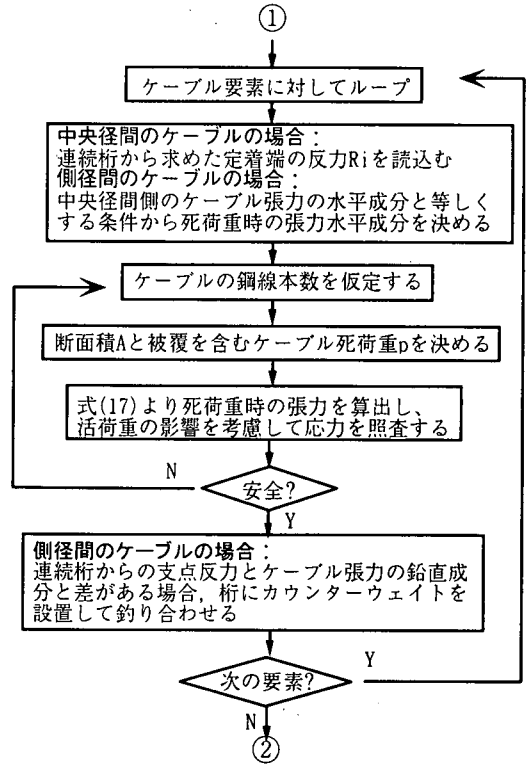 ①
ケーブル要素に対してループ
中央径間のケーブルの場合：
連続桁から求めた定着端の反力Riを読込む
側径間のケーブルの場合：
中央径間側のケーブル張力の水平成分と等しく
する条件から死荷重時の張力水平成分を決める
ケーブルの鋼線本数を仮定する
断面積Aと被覆を含むケーブル死荷重pを決める
式(17)より死荷重時の張力を算出し、
活荷重の影響を考慮して応力を照査する
N
安全?
Y
側径間のケーブルの場合：
連続桁からの支点反力とケーブル張力の鉛直成
分と差がある場合，桁にカウンターウェイトを
設置して釣り合わせる
Y
次の要素?
N
②